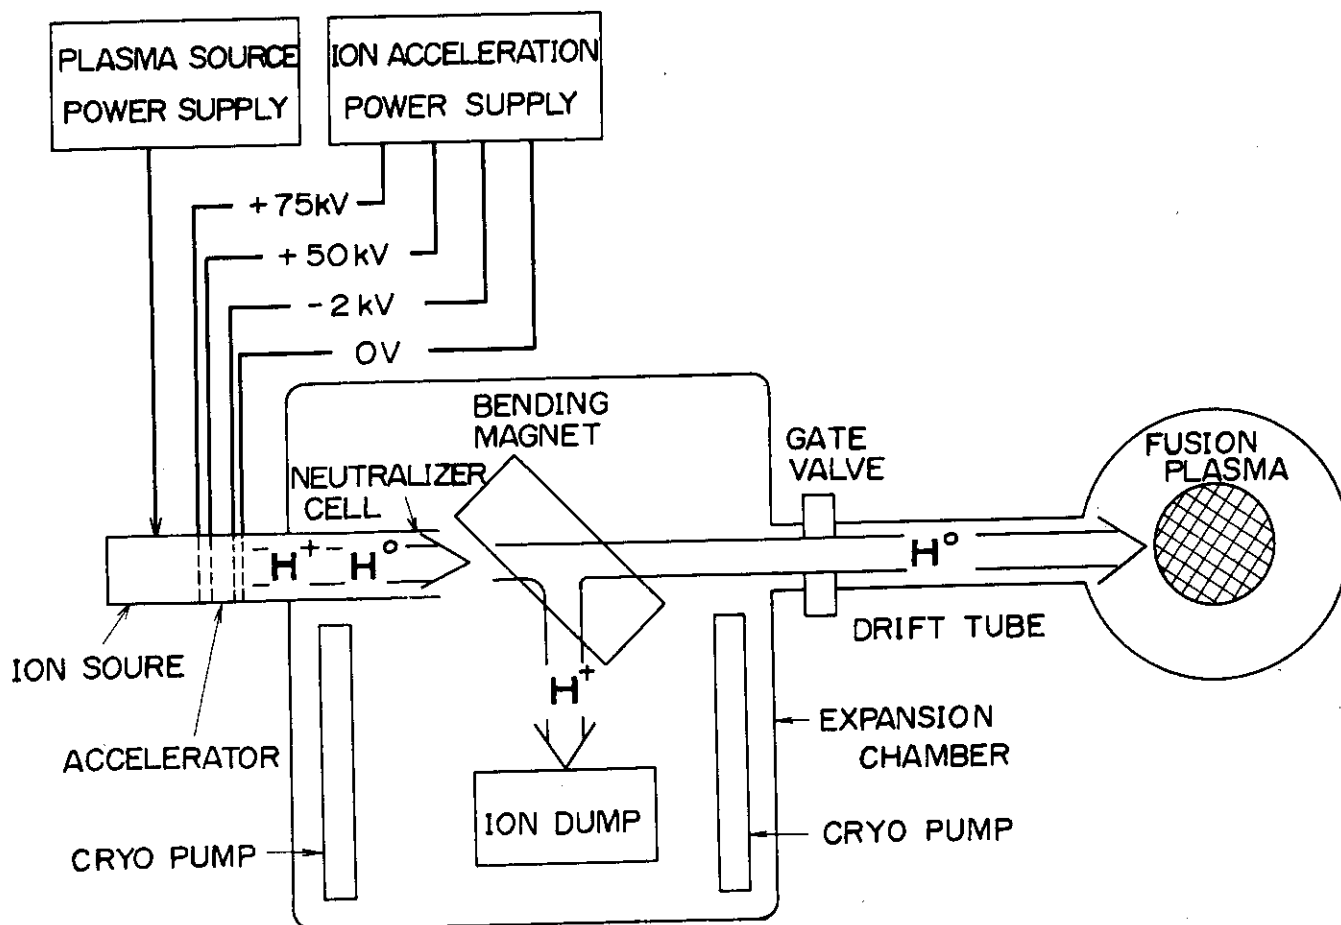 PLASMA SOURCE
POWER SUPPLY
ION ACCELERATION
POWER SUPPLY
+75kV
+50kV
-2kV
0V
BENDING
MAGNET
NEUTRALIZER
CELL
GATE
VALVE
FUSION
PLASMA
H+ H°
H°
DRIFT TUBE
ION SOURE
H+
ACCELERATOR
EXPANSION
CHAMBER
ION DUMP
CRYO PUMP
CRYO PUMP